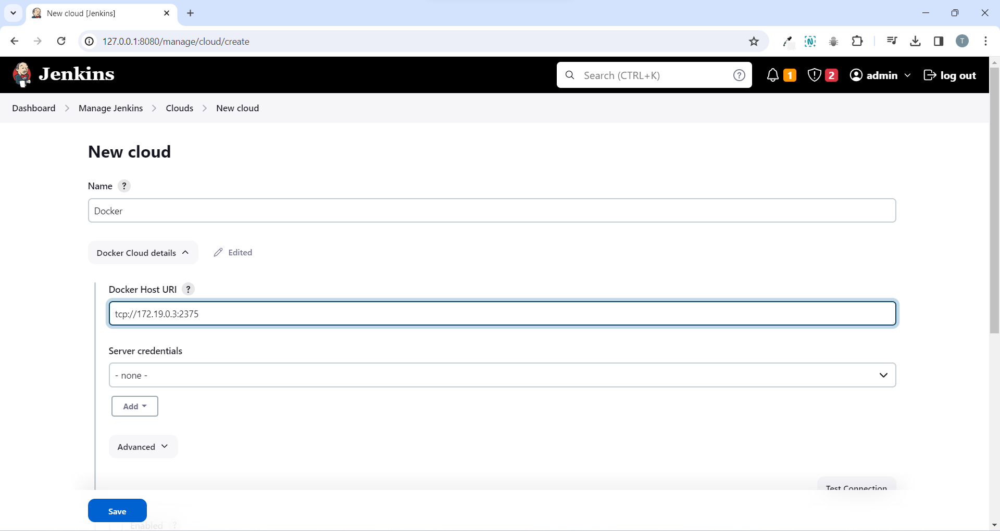 New cloud [Jenkins]
127.0.0.1:8080/manage/cloud/create
T
Jenkins
Search (CTRL+K)
?
1
2
admin
log out
Dashboard
Manage Jenkins
Clouds
New cloud
New cloud
Name ?
Docker
Docker Cloud details
Edited
Docker Host URI ?
tcp://172.19.0.3:2375
Server credentials
- none -
Add
Advanced
Test Connection
Save
Enabled ?